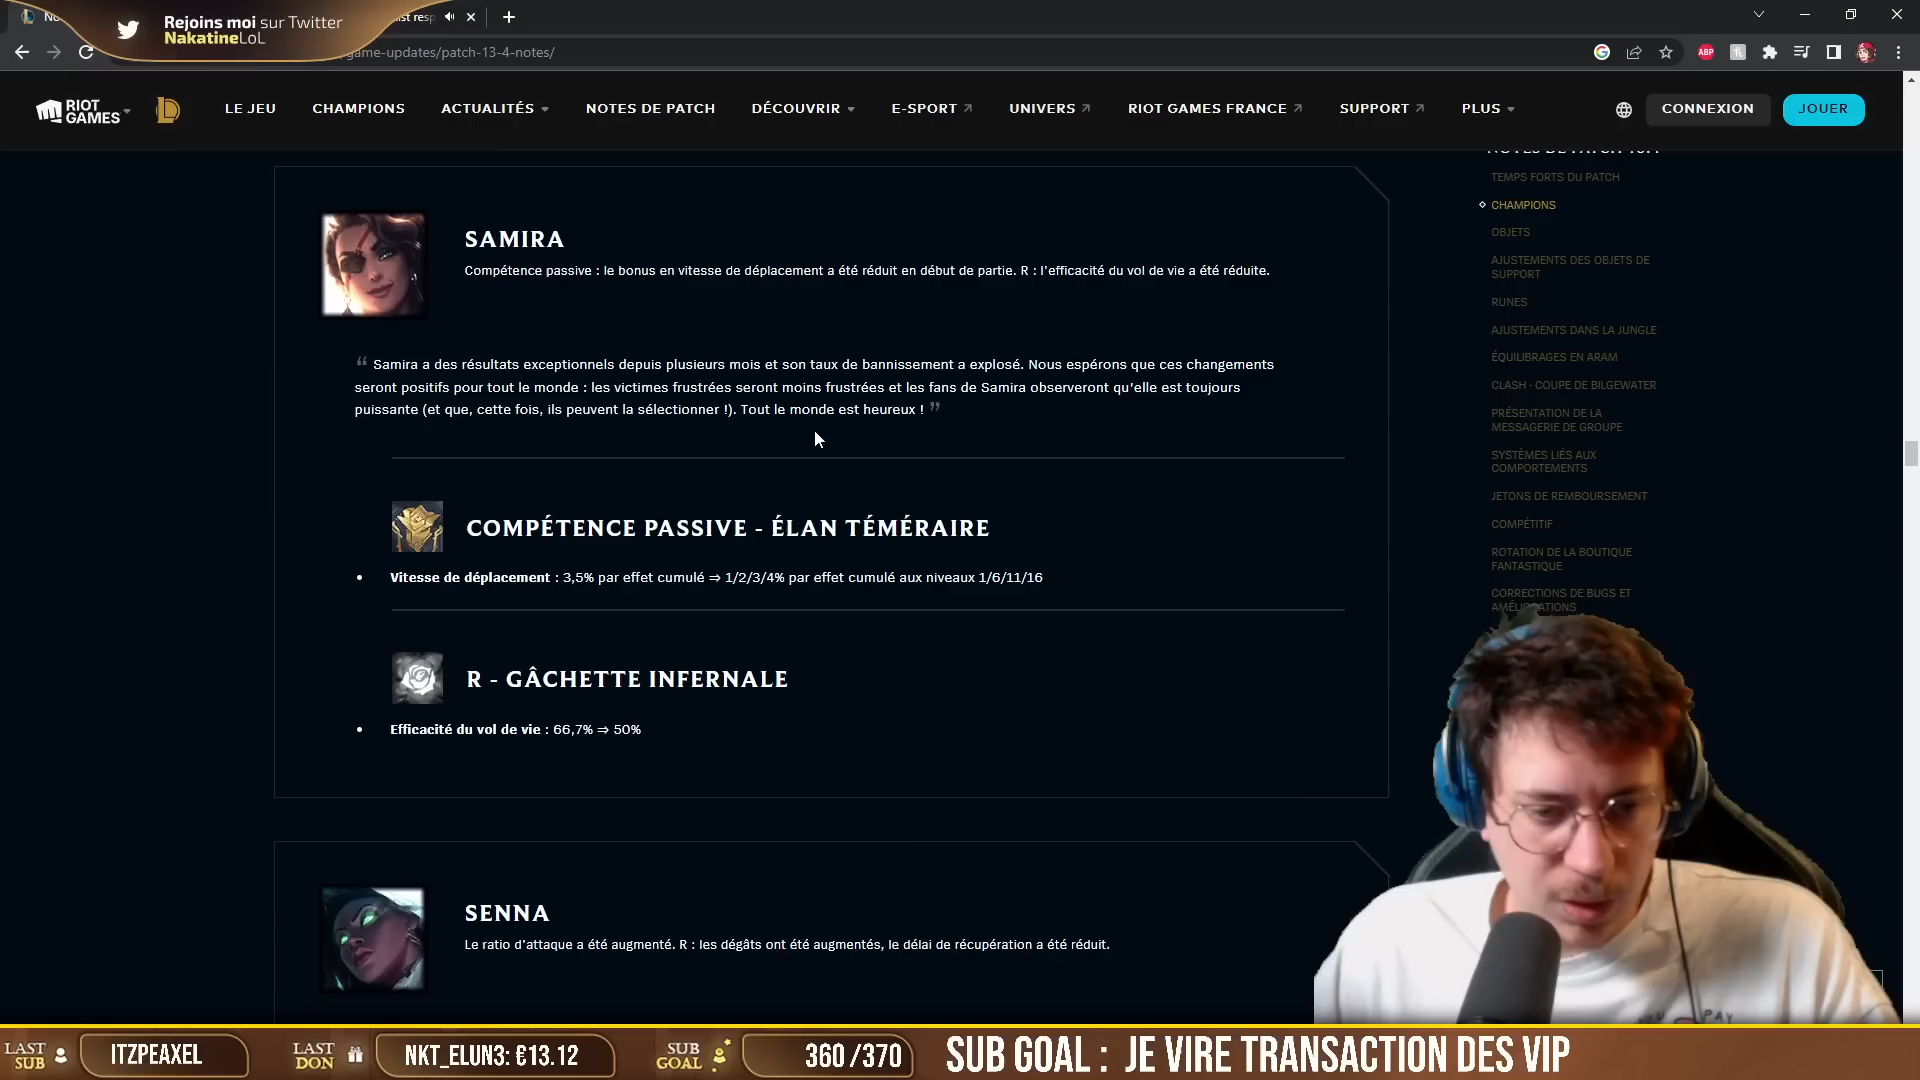 Rejoins moi sur Twitter
NakatineLoL
game-updates/patch-13-4-notes/
ABP
RIOT GAMES
LE JEU
CHAMPIONS
ACTUALITÉS
NOTES DE PATCH
DÉCOUVRIR
E-SPORT
UNIVERS
RIOT GAMES FRANCE
SUPPORT
PLUS
CONNEXION
JOUER
SAMIRA
Compétence passive : le bonus en vitesse de déplacement a été réduit en début de partie. R : l'efficacité du vol de vie a été réduite.
“ Samira a des résultats exceptionnels depuis plusieurs mois et son taux de bannissement a explosé. Nous espérons que ces changements
seront positifs pour tout le monde : les victimes frustrées seront moins frustrées et les fans de Samira observeront qu'elle est toujours
puissante (et que, cette fois, ils peuvent la sélectionner !). Tout le monde est heureux ! ”
COMPÉTENCE PASSIVE - ÉLAN TÉMÉRAIRE
• Vitesse de déplacement : 3,5% par effet cumulé ⇒ 1/2/3/4% par effet cumulé aux niveaux 1/6/11/16
R - GÂCHETTE INFERNALE
• Efficacité du vol de vie : 66,7% ⇒ 50%
SENNA
Le ratio d'attaque a été augmenté. R : les dégâts ont été augmentés, le délai de récupération a été réduit.
TEMPS FORTS DU PATCH
CHAMPIONS
OBJETS
AJUSTEMENTS DES OBJETS DE
SUPPORT
RUNES
AJUSTEMENTS DANS LA JUNGLE
ÉQUILIBRAGES EN ARAM
CLASH - COUPE DE BILGEWATER
PRÉSENTATION DE LA
MESSAGERIE DE GROUPE
SYSTÈMES LIÉS AUX
COMPORTEMENTS
JETONS DE REMBOURSEMENT
COMPÉTITIF
ROTATION DE LA BOUTIQUE
FANTASTIQUE
CORRECTIONS DE BUGS ET
AMÉLIORATIONS
LAST SUB
ITZPEAXEL
LAST DON
NKT_ELUN3: €13.12
SUB GOAL
360 /370
SUB GOAL : JE VIRE TRANSACTION DES VIP